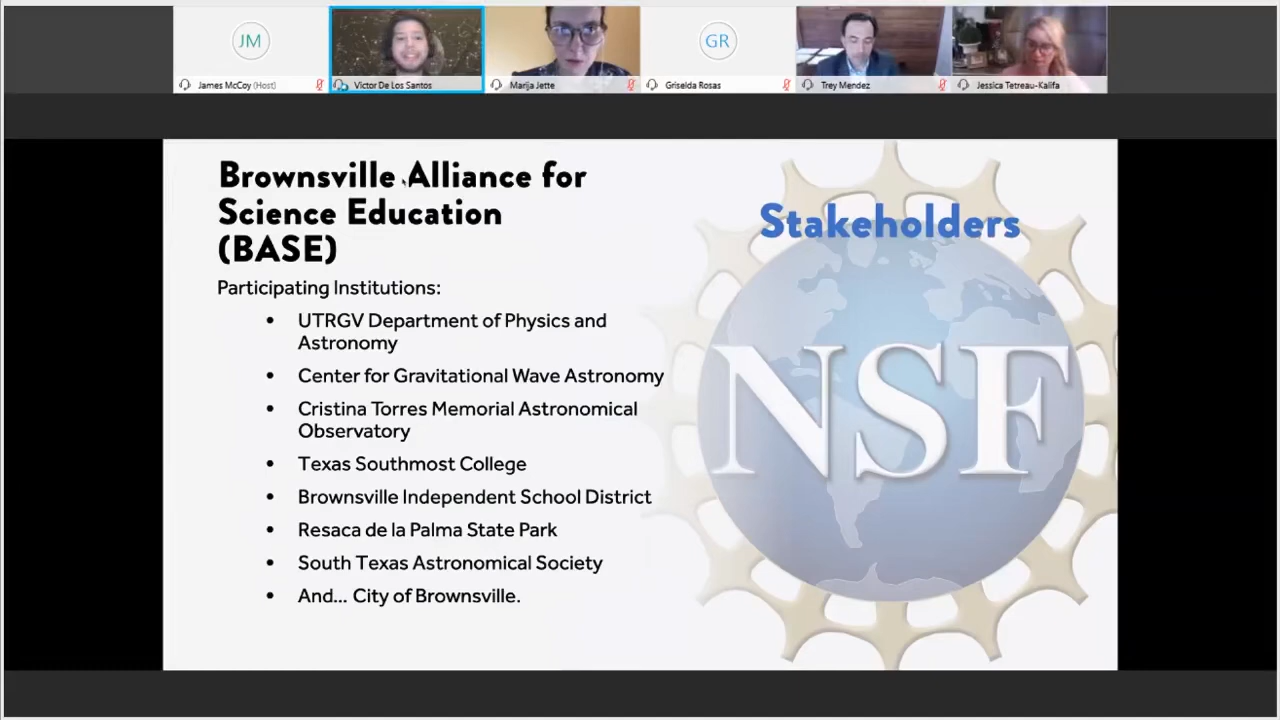 JM
GR
James McCoy (Host)
Victor De Los Santos
Marija Jette
Griselda Rosas
Trey Mendez
Jessica Tetreau-Kalifa
Brownsville Alliance for
Science Education
(BASE)
Stakeholders
Participating Institutions:
• UTRGV Department of Physics and
Astronomy
• Center for Gravitational Wave Astronomy
• Cristina Torres Memorial Astronomical
Observatory
• Texas Southmost College
• Brownsville Independent School District
• Resaca de la Palma State Park
• South Texas Astronomical Society
• And... City of Brownsville.
NSF